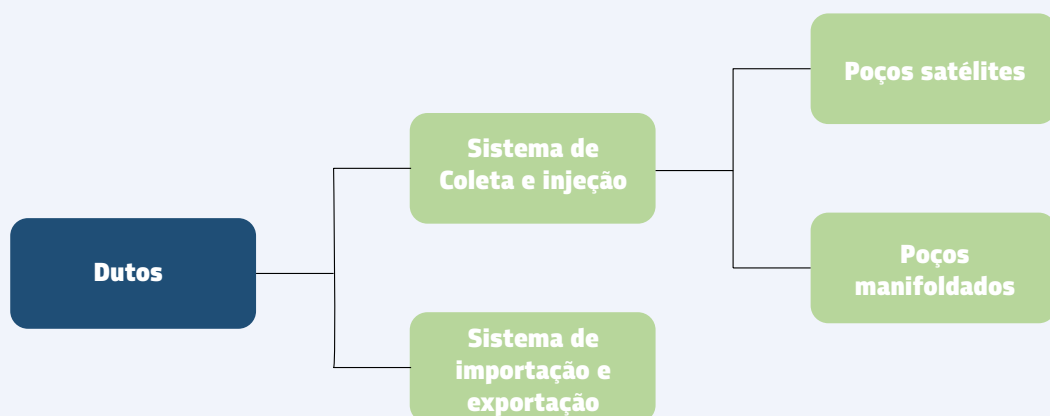 Dutos
Sistema de
Coleta e injeção
Sistema de
importação e
exportação
Poços satélites
Poços
manifoldados